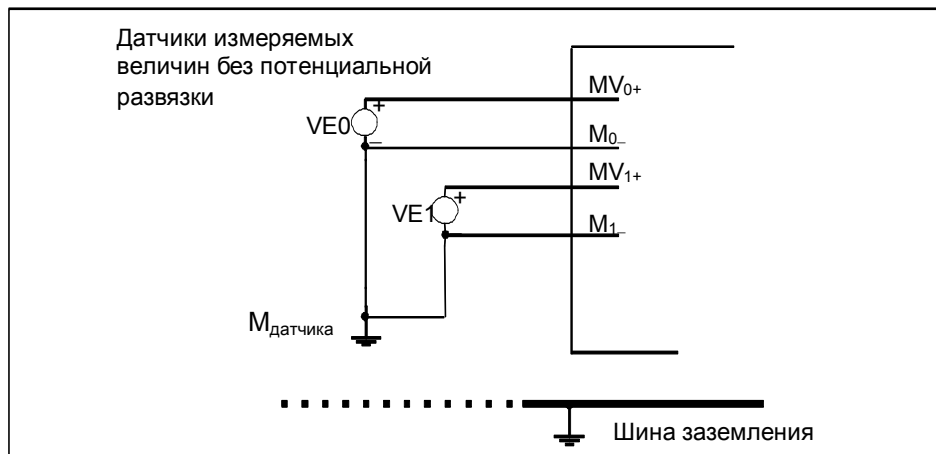 Датчики измеряемых
величин без потенциальной
развязки
MV₀₊
+
VE0
M₀₋
–
MV₁₊
+
VE1
M₁₋
Mдатчика
Шина заземления